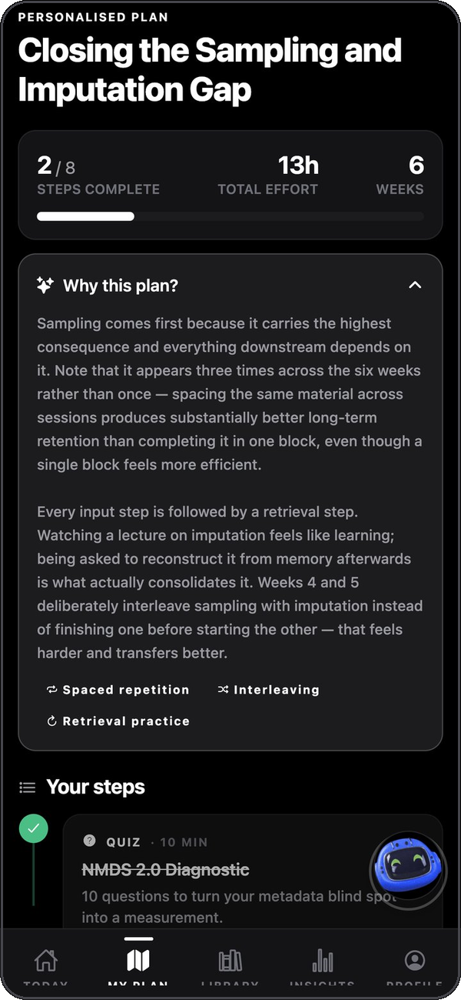 PERSONALISED PLAN
Closing the Sampling and
Imputation Gap
2 / 8
STEPS COMPLETE
13h
TOTAL EFFORT
6
WEEKS
Why this plan?
Sampling comes first because it carries the highest
consequence and everything downstream depends on
it. Note that it appears three times across the six weeks
rather than once — spacing the same material across
sessions produces substantially better long-term
retention than completing it in one block, even though a
single block feels more efficient.
Every input step is followed by a retrieval step.
Watching a lecture on imputation feels like learning;
being asked to reconstruct it from memory afterwards
is what actually consolidates it. Weeks 4 and 5
deliberately interleave sampling with imputation instead
of finishing one before starting the other — that feels
harder and transfers better.
Spaced repetition
Interleaving
Retrieval practice
Your steps
QUIZ · 10 MIN
NMDS 2.0 Diagnostic
10 questions to turn your metadata blind spot
into a measurement.
TODAY
MY PLAN
LIBRARY
INSIGHTS
PROFILE